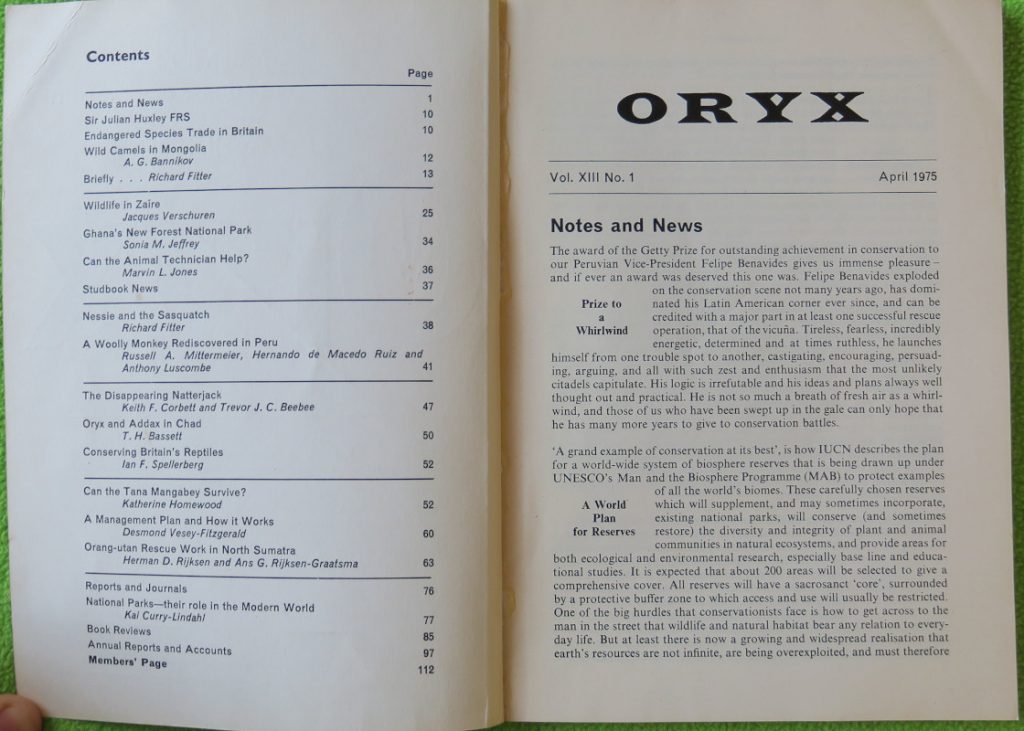 Contents
Page
Notes and News 1
Sir Julian Huxley FRS 10
Endangered Species Trade in Britain 10
Wild Camels in Mongolia
A. G. Bannikov 12
Briefly . . . Richard Fitter 13
Wildlife in Zaire
Jacques Verschuren 25
Ghana's New Forest National Park
Sonia M. Jeffrey 34
Can the Animal Technician Help?
Marvin L. Jones 36
Studbook News 37
Nessie and the Sasquatch
Richard Fitter 38
A Woolly Monkey Rediscovered in Peru
Russell A. Mittermeier, Hernando de Macedo Ruiz and
Anthony Luscombe 41
The Disappearing Natterjack
Keith F. Corbett and Trevor J. C. Beebee 47
Oryx and Addax in Chad
T. H. Bassett 50
Conserving Britain's Reptiles
Ian F. Spellerberg 52
Can the Tana Mangabey Survive?
Katherine Homewood 52
A Management Plan and How it Works
Desmond Vesey-Fitzgerald 60
Orang-utan Rescue Work in North Sumatra
Herman D. Rijksen and Ans G. Rijksen-Graatsma 63
Reports and Journals 76
National Parks—their role in the Modern World
Kai Curry-Lindahl 77
Book Reviews 85
Annual Reports and Accounts 97
Members' Page 112
ORYX
Vol. XIII No. 1 April 1975
Notes and News
The award of the Getty Prize for outstanding achievement in conservation to
our Peruvian Vice-President Felipe Benavides gives us immense pleasure –
and if ever an award was deserved this one was. Felipe Benavides exploded
on the conservation scene not many years ago, has domi-
Prize to nated his Latin American corner ever since, and can be
a credited with a major part in at least one successful rescue
Whirlwind operation, that of the vicuña. Tireless, fearless, incredibly
energetic, determined and at times ruthless, he launches
himself from one trouble spot to another, castigating, encouraging, persuad-
ing, arguing, and all with such zest and enthusiasm that the most unlikely
citadels capitulate. His logic is irrefutable and his ideas and plans always well
thought out and practical. He is not so much a breath of fresh air as a whirl-
wind, and those of us who have been swept up in the gale can only hope that
he has many more years to give to conservation battles.
'A grand example of conservation at its best', is how IUCN describes the plan
for a world-wide system of biosphere reserves that is being drawn up under
UNESCO's Man and the Biosphere Programme (MAB) to protect examples
of all the world's biomes. These carefully chosen reserves
A World which will supplement, and may sometimes incorporate,
Plan existing national parks, will conserve (and sometimes
for Reserves restore) the diversity and integrity of plant and animal
communities in natural ecosystems, and provide areas for
both ecological and environmental research, especially base line and educa-
tional studies. It is expected that about 200 areas will be selected to give a
comprehensive cover. All reserves will have a sacrosanct 'core', surrounded
by a protective buffer zone to which access and use will usually be restricted.
One of the big hurdles that conservationists face is how to get across to the
man in the street that wildlife and natural habitat bear any relation to every-
day life. But at least there is now a growing and widespread realisation that
earth's resources are not infinite, are being overexploited, and must therefore